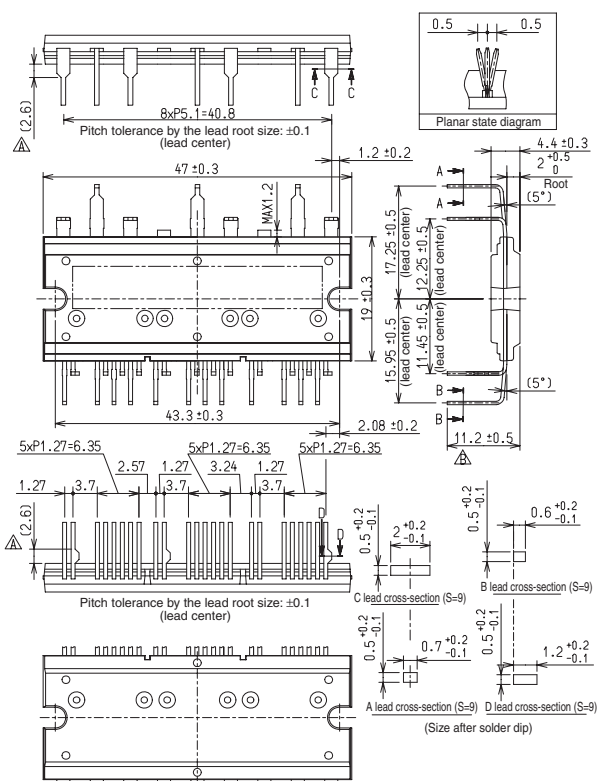 0.5 0.5
Planar state diagram
C C
(2.6)
A
8xP5.1=40.8
Pitch tolerance by the lead root size: ±0.1
(lead center)
1.2 ±0.2
47 ±0.3
MAX1.2
4.4 ±0.3
2 +0.5 0
Root
(5°)
A
A
17.25 ±0.5
(lead center)
12.25 ±0.5
(lead center)
19 ±0.3
15.95 ±0.5
(lead center)
11.45 ±0.5
(lead center)
(5°)
B
B
11.2 ±0.5
B
43.3 ±0.3
2.08 ±0.2
5xP1.27=6.35 5xP1.27=6.35 5xP1.27=6.35
2.57 1.27 3.24 1.27
1.27 3.7 3.7 3.7
(2.6)
A
D D
Pitch tolerance by the lead root size: ±0.1
(lead center)
0.5 +0.2 -0.1
2 +0.2 -0.1
C lead cross-section (S=9)
0.5 +0.2 -0.1
0.6 +0.2 -0.1
B lead cross-section (S=9)
0.5 +0.2 -0.1
0.7 +0.2 -0.1
A lead cross-section (S=9)
0.5 +0.2 -0.1
1.2 +0.2 -0.1
D lead cross-section (S=9)
(Size after solder dip)